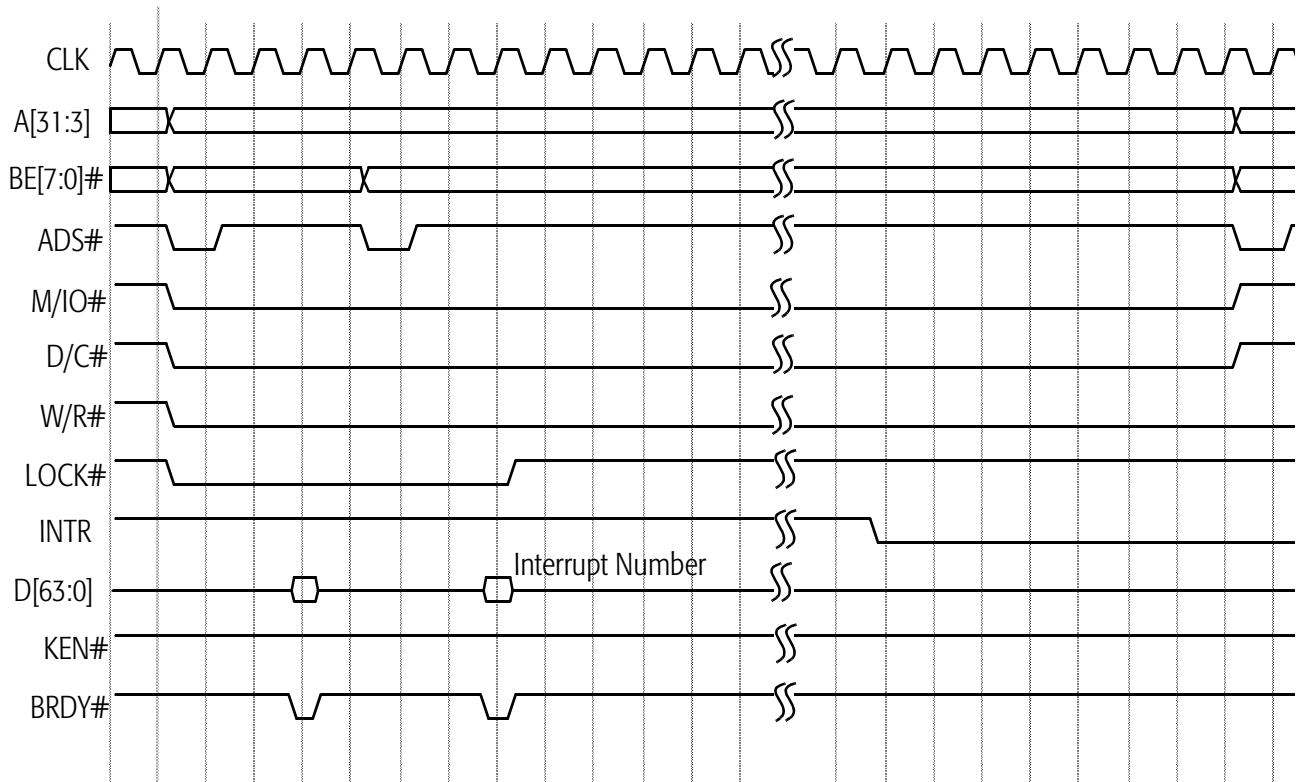 CLK
A[31:3]
BE[7:0]#
ADS#
M/IO#
D/C#
W/R#
LOCK#
INTR
Interrupt Number
D[63:0]
KEN#
BRDY#